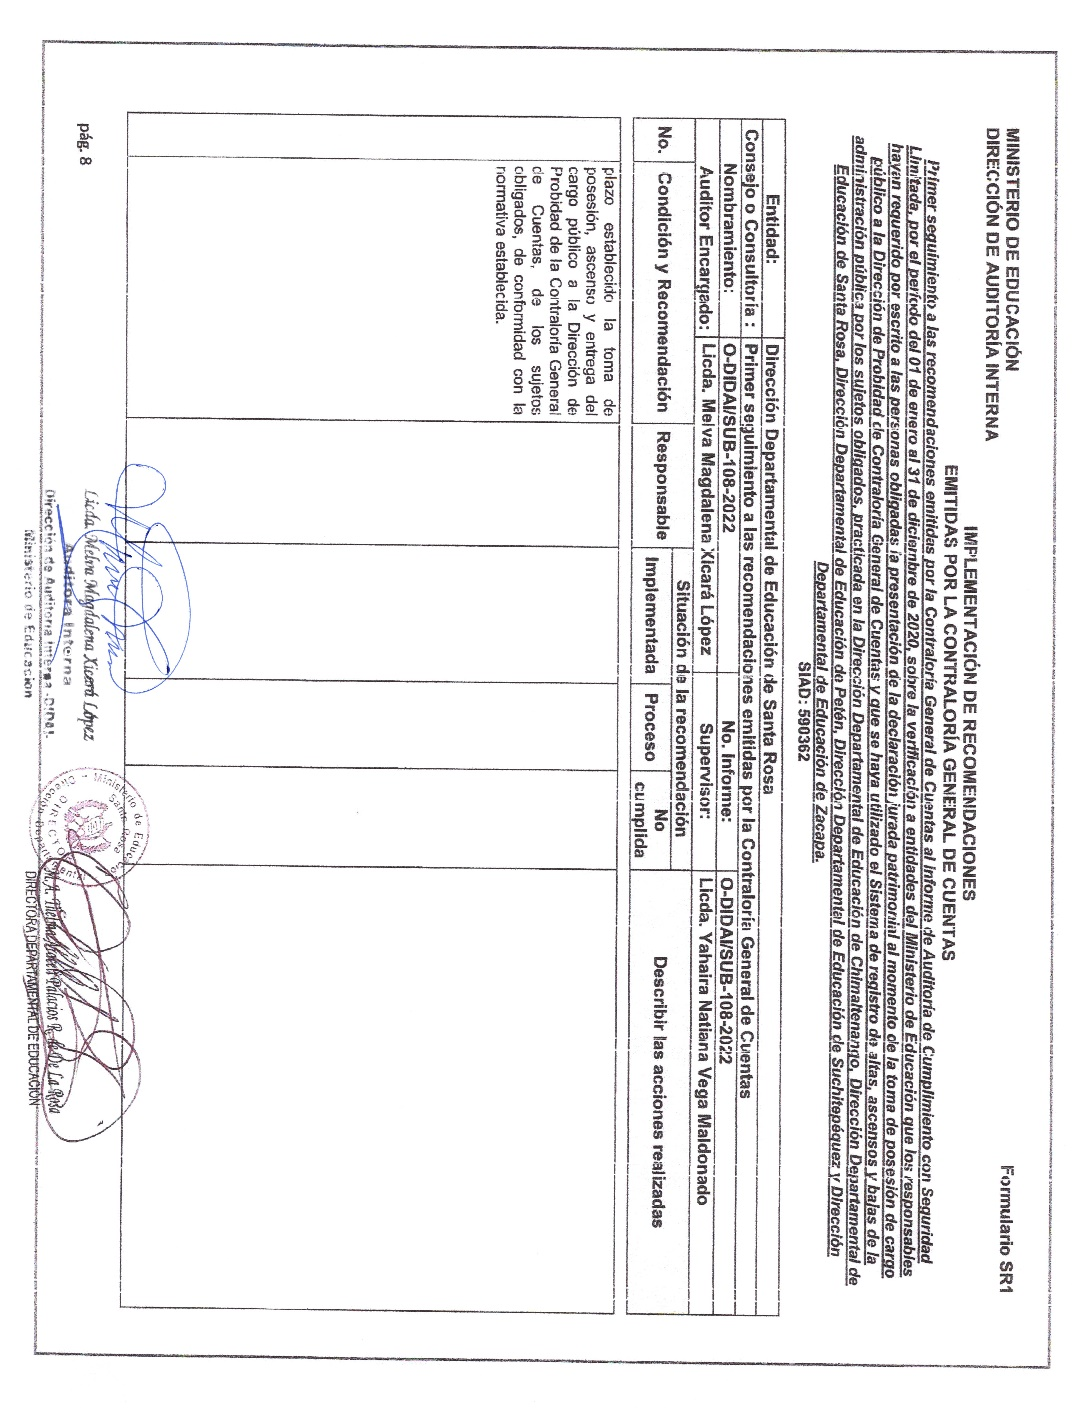 MINISTERIO DE EDUCACIÓN
DIRECCIÓN DE AUDITORÍA INTERNA
Formulario SR1
IMPLEMENTACIÓN DE RECOMENDACIONES
EMITIDAS POR LA CONTRALORÍA GENERAL DE CUENTAS
Primer seguimiento a las recomendaciones emitidas por la Contraloría General de Cuentas al informe de Auditoría de Cumplimiento con Seguridad
Limitada, por el período del 01 de enero al 31 de diciembre de 2020, sobre la verificación a entidades del Ministerio de Educación que los responsables
hayan requerido por escrito a las personas obligadas la presentación de la declaración jurada patrimonial al momento de la toma de posesión de cargo
público a la Dirección de Probidad de Contraloría General de Cuentas y que se haya utilizado el Sistema de registro de altas, ascensos y bajas de la
administración pública por los sujetos obligados, practicada en la Dirección Departamental de Educación de Chimaltenango, Dirección Departamental de
Educación de Santa Rosa, Dirección Departamental de Educación de Petén, Dirección Departamental de Educación de Suchitepéquez y Dirección
Departamental de Educación de Zacapa.
SIAD: 590362
Entidad: Dirección Departamental de Educación de Santa Rosa
Consejo o Consultoría : Primer seguimiento a las recomendaciones emitidas por la Contraloría General de Cuentas
Nombramiento: O-DIDAI/SUB-108-2022 No. Informe: O-DIDAI/SUB-108-2022
Auditor Encargado: Licda. Melva Magdalena Xicará López Supervisor: Licda. Yahaira Natiana Vega Maldonado
No. Condición y Recomendación Responsable Situación de la recomendación Describir las acciones realizadas
Implementada Proceso No cumplida
plazo establecido la toma de
posesión, ascenso y entrega del
cargo público a la Dirección de
Probidad de la Contraloría General
de Cuentas, de los sujetos
obligados, de conformidad con la
normativa establecida.
pág. 8
Licda. Melva Magdalena Xicará López
Auditora Interna
Dirección de Auditoría Interna -DIDAI-
Ministerio de Educación
Ministerio de Educación
Santa Rosa
Dirección Departamental
Palacios R. de De La Rosa
DIRECTORA DEPARTAMENTAL DE EDUCACIÓN